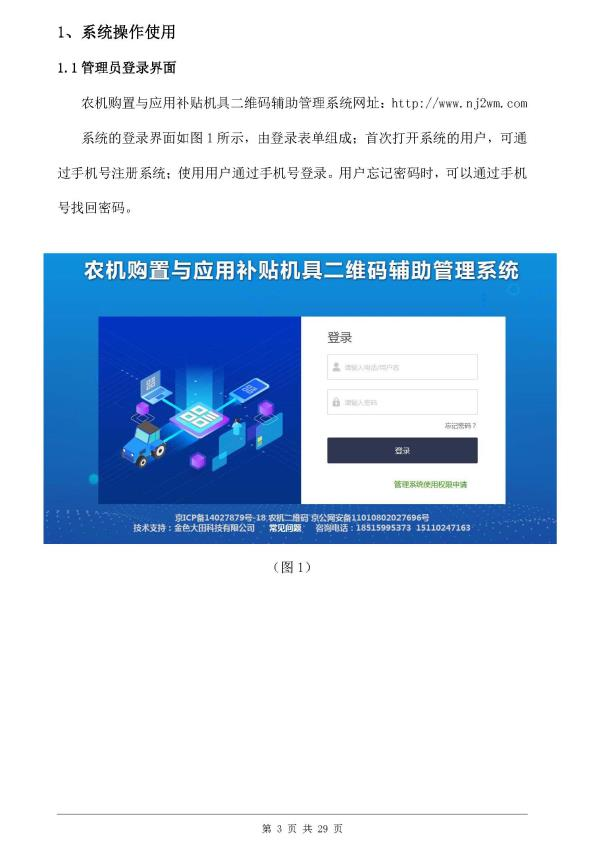 1、系统操作使用
1.1管理员登录界面
农机购置与应用补贴机具二维码辅助管理系统网址：http://www.nj2wm.com
系统的登录界面如图1所示，由登录表单组成；首次打开系统的用户，可通
过手机号注册系统；使用用户通过手机号登录。用户忘记密码时，可以通过手机
号找回密码。
农机购置与应用补贴机具二维码辅助管理系统
登录
请输入电话/用户名
请输入密码
忘记密码？
登录
管理系统使用权限申请
京ICP备14027879号-18 农机二维码 京公网安备11010802027696号
技术支持：金色大田科技有限公司 常见问题 咨询电话：18515995373 15110247163
（图1）
第 3 页 共 29 页